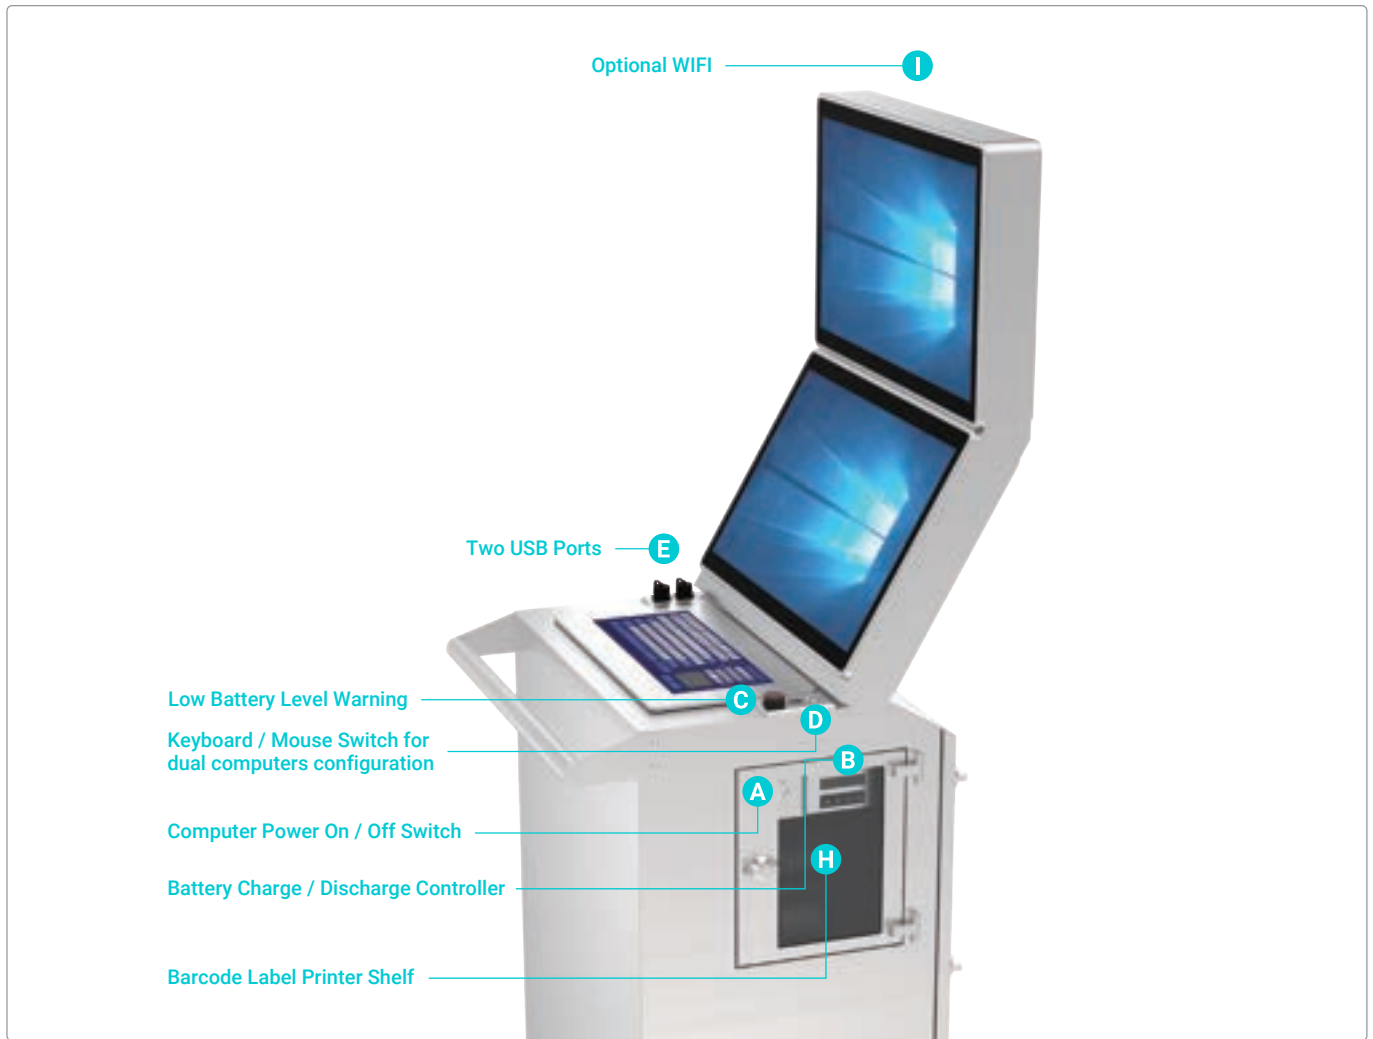 Optional WIFI
I
Two USB Ports
E
Low Battery Level Warning
C
Keyboard / Mouse Switch for
dual computers configuration
D
B
A
Computer Power On / Off Switch
H
Battery Charge / Discharge Controller
Barcode Label Printer Shelf